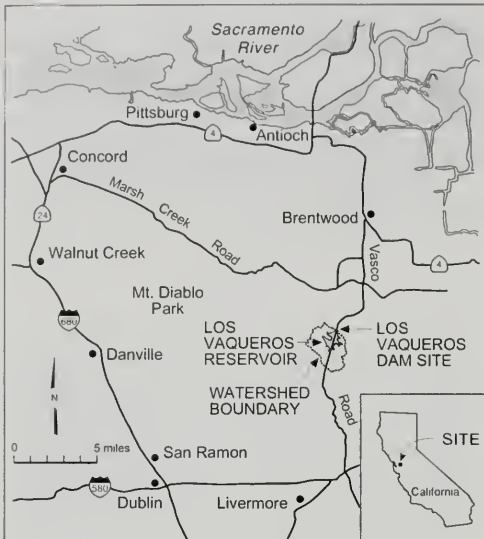 Sacramento
River
Pittsburg
Antioch
4
Concord
Marsh
Creek
Road
24
Brentwood
Vasco
Walnut Creek
4
Mt. Diablo
Park
680
LOS
VAQUEROS
RESERVOIR
LOS
VAQUEROS
DAM SITE
Danville
WATERSHED
BOUNDARY
N
Road
0 5 miles
SITE
San Ramon
California
580
Dublin
Livermore